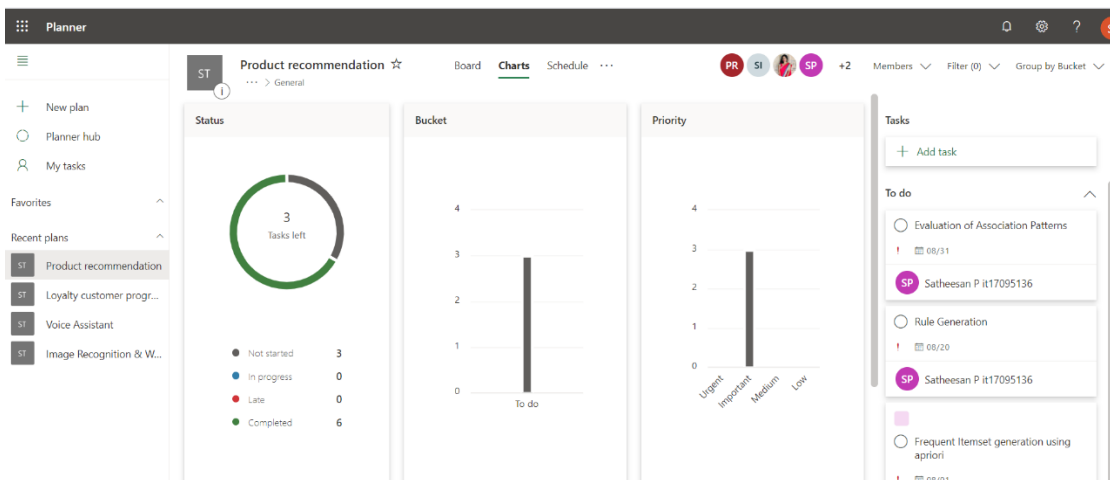 Planner
?
New plan
Planner hub
My tasks
Favorites
Recent plans
ST Product recommendation
ST Loyalty customer progr...
ST Voice Assistant
ST Image Recognition & W...
ST
Product recommendation
... > General
Board Charts Schedule ...
PR SI SP +2
Members Filter (0) Group by Bucket
Status
3
Tasks left
Not started 3
In progress 0
Late 0
Completed 6
Bucket
4
3
2
1
0
To do
Priority
4
3
2
1
0
Urgent
Important
Medium
Low
Tasks
+ Add task
To do
Evaluation of Association Patterns
! 08/31
SP Satheesan P it17095136
Rule Generation
! 08/20
SP Satheesan P it17095136
Frequent Itemset generation using
apriori